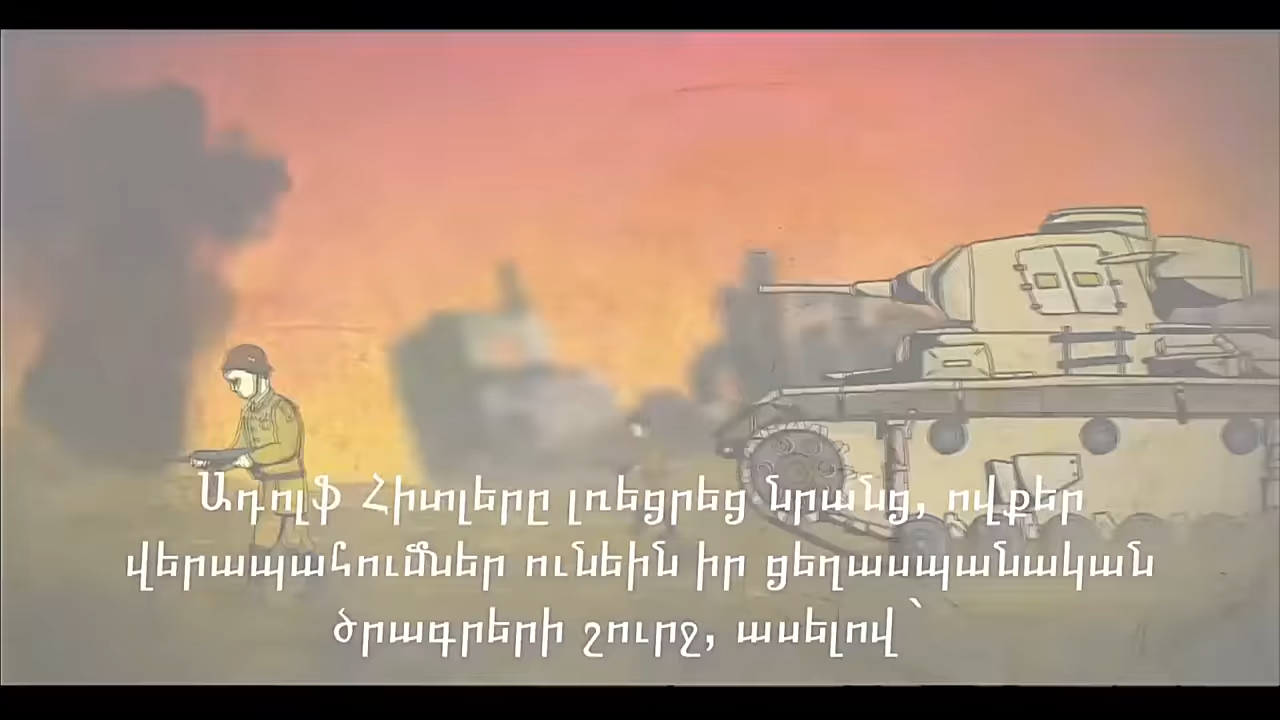 Ադոլֆ Հիտլերը լռեցրեց նրանց, ովքեր
վերապահումներ ունեին իր ցեղասպանական
ծրագրերի շուրջ, ասելով՝